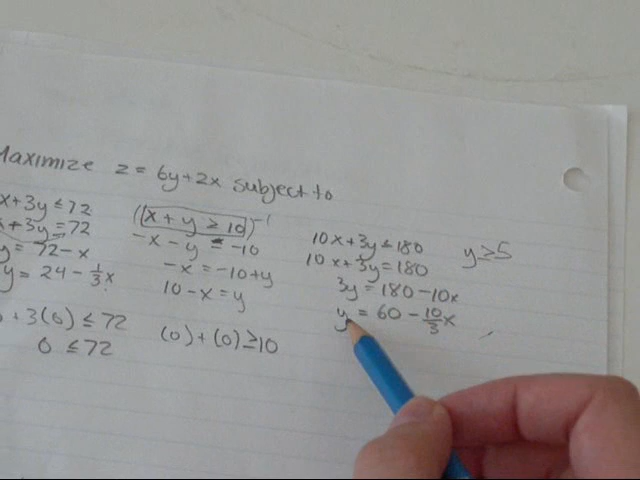 Maximize z = 6y+2x subject to
x+3y ≤ 72
x+3y = 72
y = 72-x
y = 24 - 1/3x
+ 3(0) ≤ 72
0 ≤ 72
((x + y ≥ 10)-1
-x - y ≤ -10
-x = -10+y
10 - x = y
(0) + (0) ≥ 10
10x+3y ≤ 180
10x+3y = 180
3y = 180 - 10x
y = 60 - 10/3x
y ≥ 5